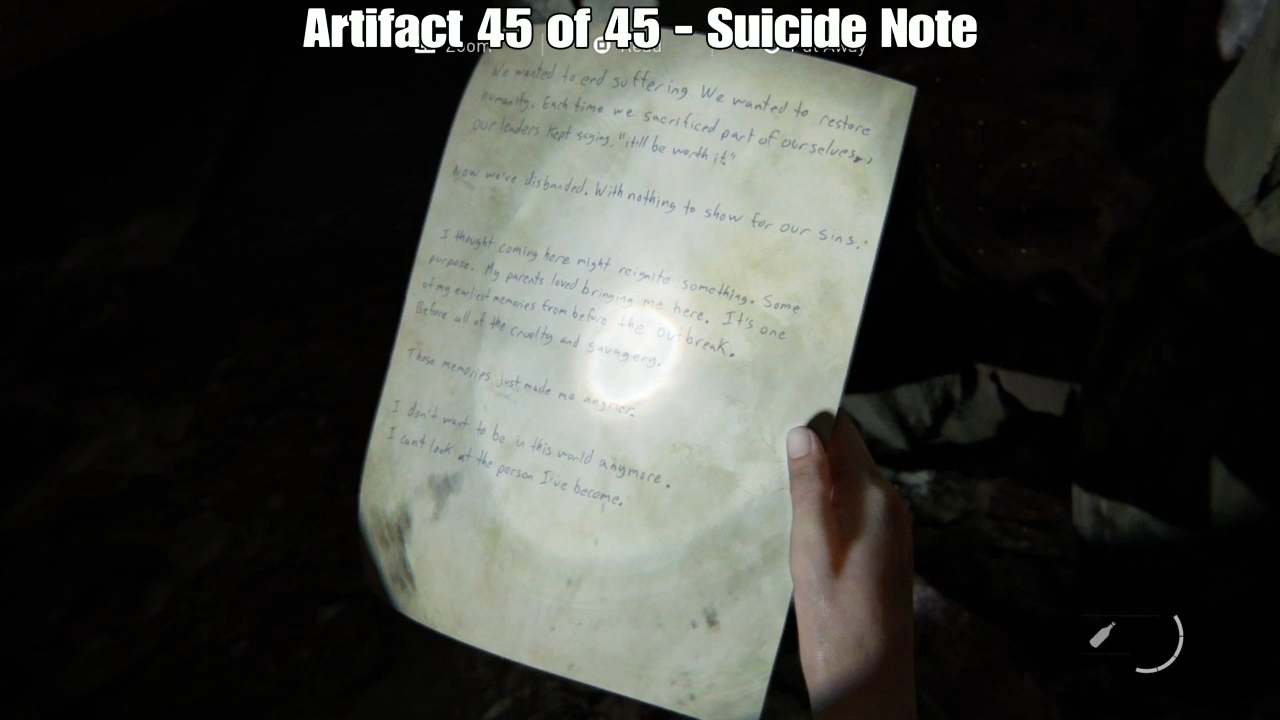 Artifact 45 of 45 - Suicide Note
Zoom Read Put Away
We wanted to end suffering. We wanted to restore
humanity. Each time we sacrificed part of ourselves,
our leaders kept saying, "it'll be worth it."
Now we've disbanded. With nothing to show for our sins.
I thought coming here might reignite something. Some
purpose. My parents loved bringing me here. It's one
of my earliest memories from before the outbreak.
Before all of the cruelty and savagery.
Those memories just made me angrier.
I don't want to be in this world anymore.
I can't look at the person I've become.